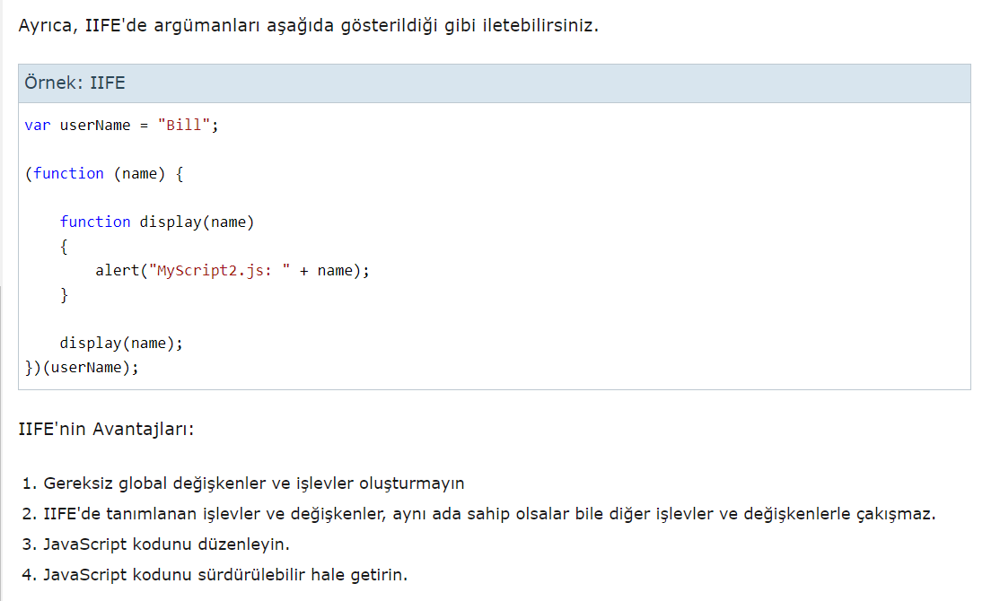 Ayrıca, IIFE'de argümanları aşağıda gösterildiği gibi iletebilirsiniz.
Örnek: IIFE
var userName = "Bill";
(function (name) {
    function display(name)
    {
        alert("MyScript2.js: " + name);
    }
    display(name);
})(userName);
IIFE'nin Avantajları:
1. Gereksiz global değişkenler ve işlevler oluşturmayın
2. IIFE'de tanımlanan işlevler ve değişkenler, aynı ada sahip olsalar bile diğer işlevler ve değişkenlerle çakışmaz.
3. JavaScript kodunu düzenleyin.
4. JavaScript kodunu sürdürülebilir hale getirin.